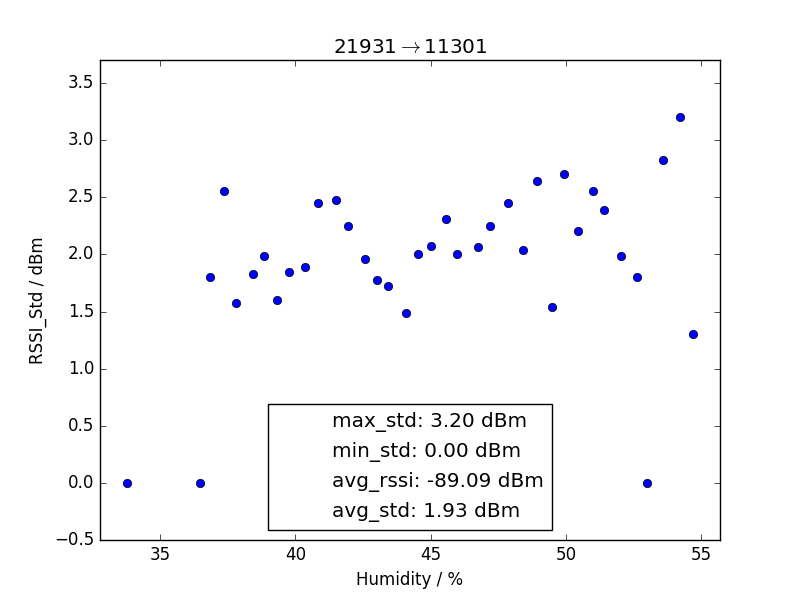 21931→11301
3.5
3.0
2.5
2.0
1.5
1.0
0.5
0.0
−0.5
RSSI_Std / dBm
max_std: 3.20 dBm
min_std: 0.00 dBm
avg_rssi: -89.09 dBm
avg_std: 1.93 dBm
35 40 45 50 55
Humidity / %